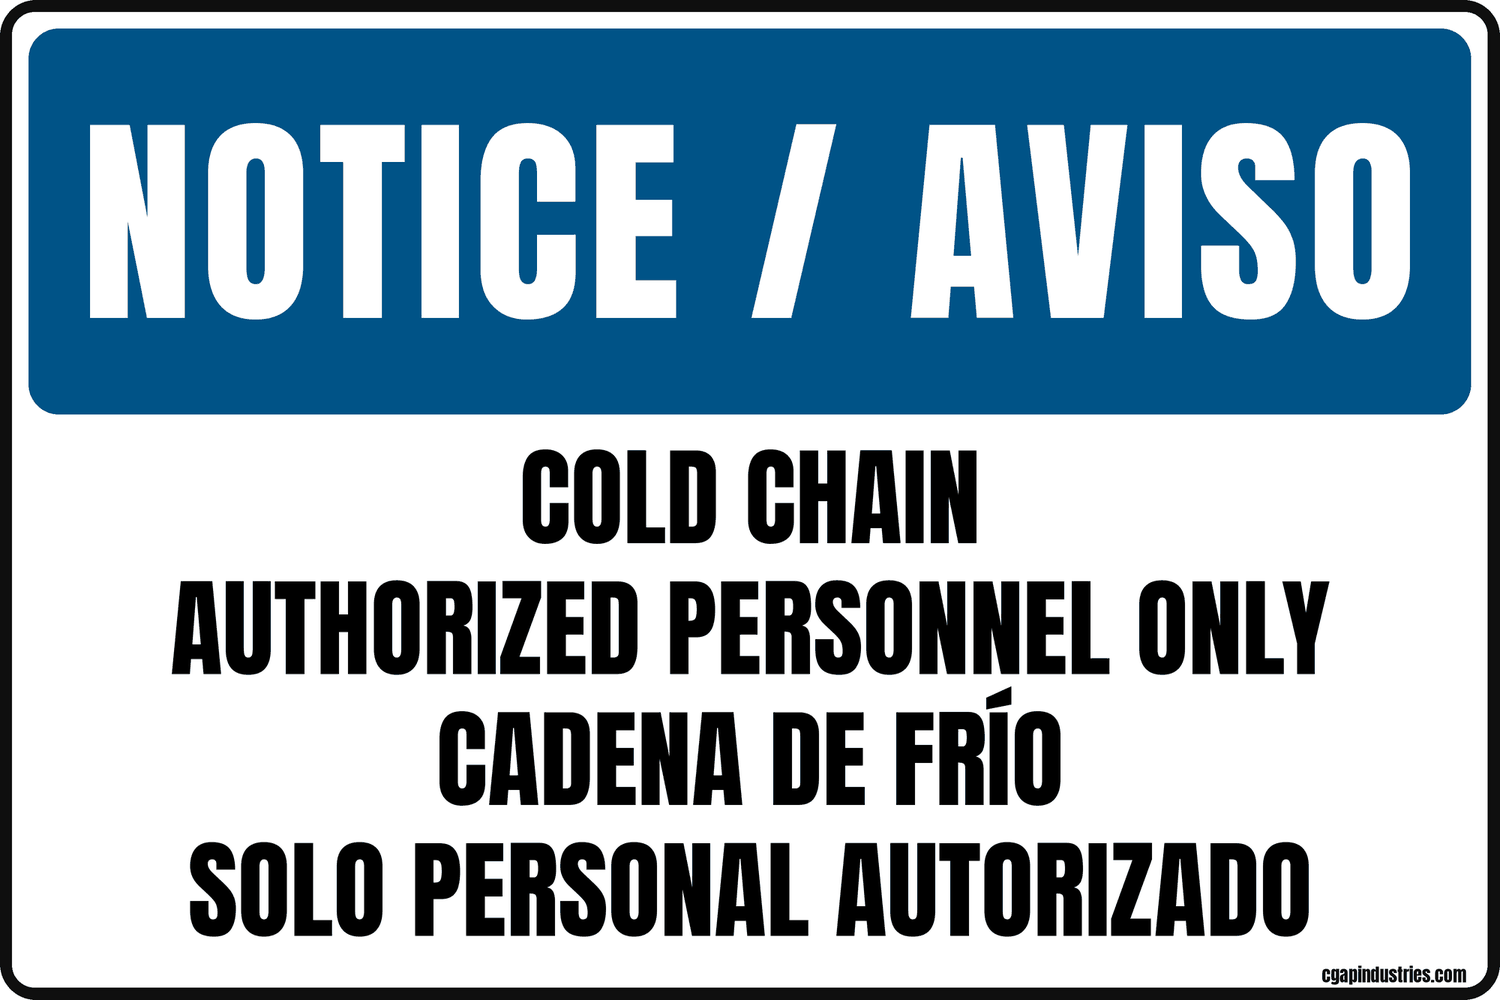 NOTICE / AVISO
COLD CHAIN
AUTHORIZED PERSONNEL ONLY
CADENA DE FRÍO
SOLO PERSONAL AUTORIZADO
cgapindustries.com